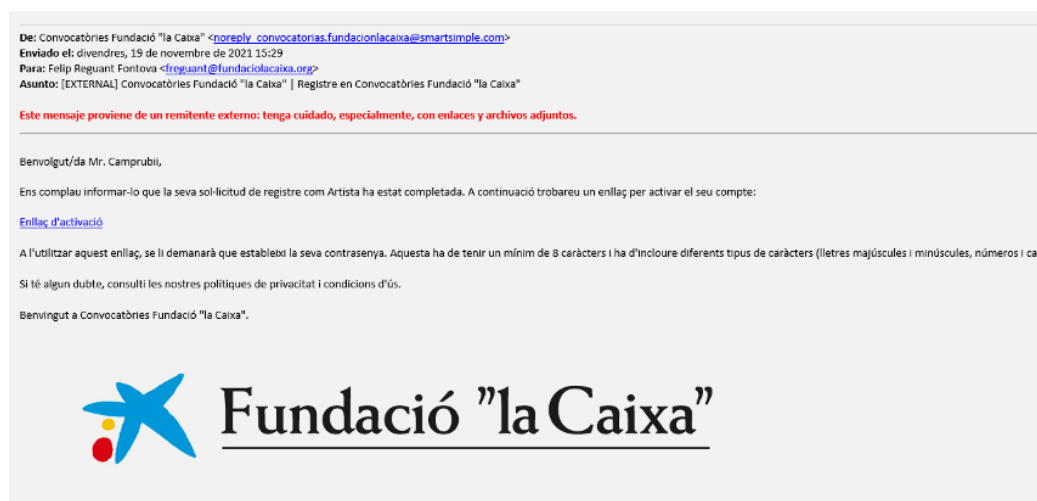 De: Convocatòries Fundació "la Caixa" <noreply_convocatorias.fundacionlacaixa@smartsimple.com>
Enviado el: divendres, 19 de novembre de 2021 15:29
Para: Felip Reguant Fontova <freguant@fundaciolacaixa.org>
Asunto: [EXTERNAL] Convocatòries Fundació "la Caixa" | Registre en Convocatòries Fundació "la Caixa"
Este mensaje proviene de un remitente externo: tenga cuidado, especialmente, con enlaces y archivos adjuntos.
Benvolgut/da Mr. Camprubii,
Ens complau informar-lo que la seva sol·licitud de registre com Artista ha estat completada. A continuació trobareu un enllaç per activar el seu compte:
Enllaç d'activació
A l'utilitzar aquest enllaç, se li demanarà que estableixi la seva contrasenya. Aquesta ha de tenir un mínim de 8 caràcters i ha d'incloure diferents tipus de caràcters (lletres majúscules i minúscules, números i ca
Si té algun dubte, consulti les nostres polítiques de privacitat i condicions d'ús.
Benvingut a Convocatòries Fundació "la Caixa".
Fundació "la Caixa"